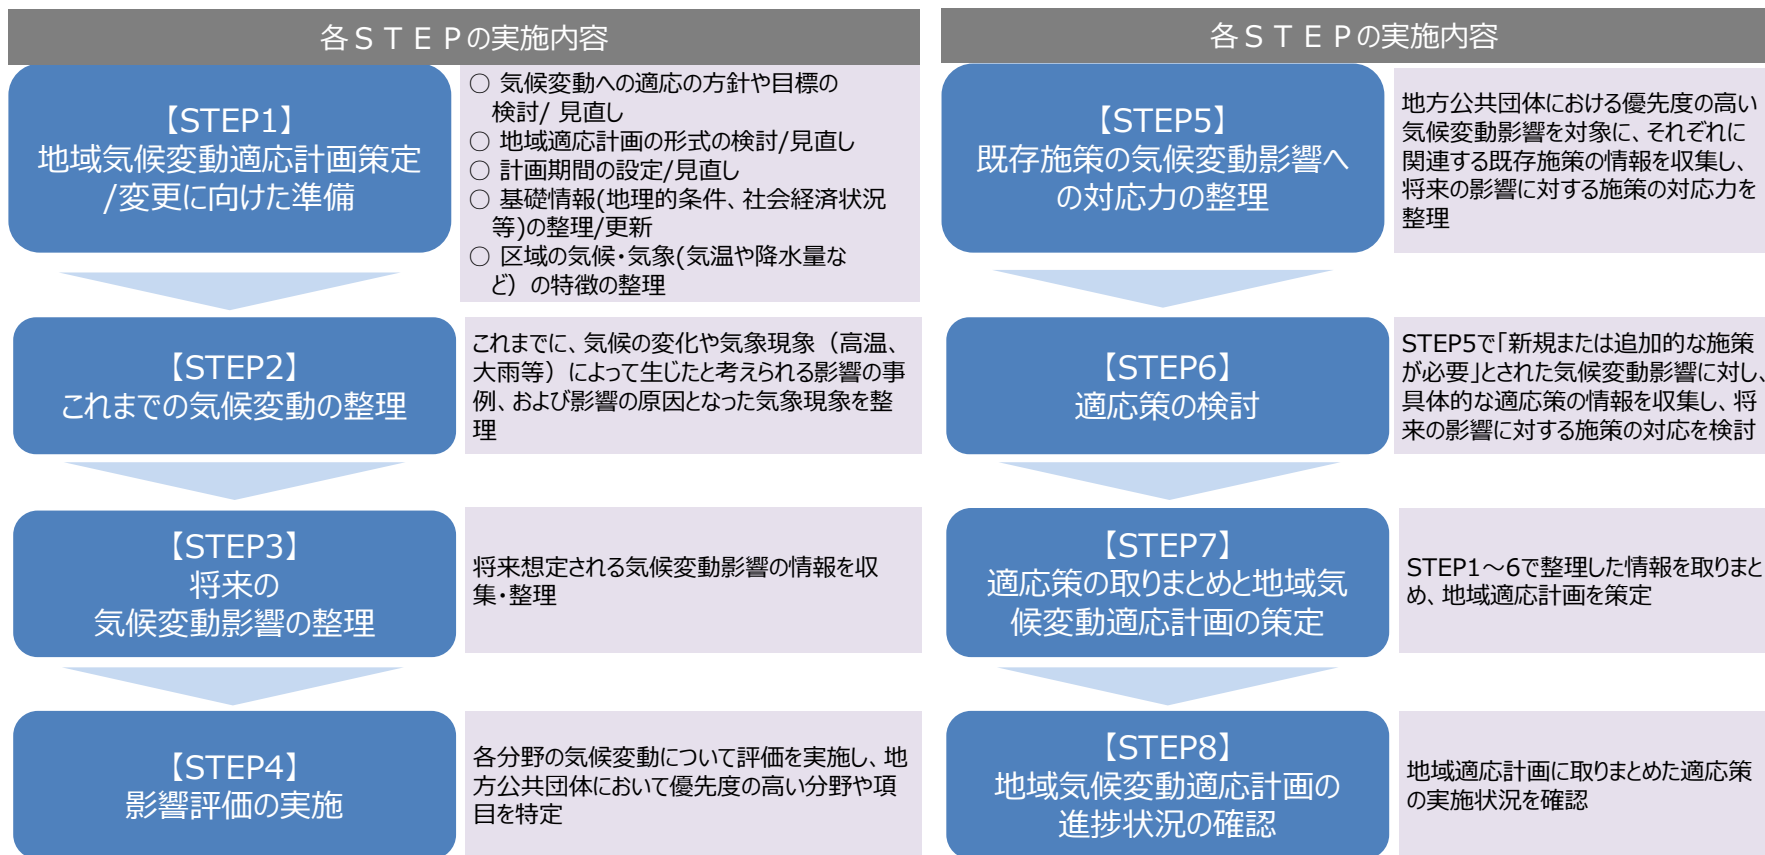 各ＳＴＥＰの実施内容
【STEP1】
地域気候変動適応計画策定
/変更に向けた準備
○ 気候変動への適応の方針や目標の
検討/ 見直し
○ 地域適応計画の形式の検討/見直し
○ 計画期間の設定/見直し
○ 基礎情報(地理的条件、社会経済状況
等)の整理/更新
○ 区域の気候・気象(気温や降水量な
ど）の特徴の整理
【STEP2】
これまでの気候変動の整理
これまでに、気候の変化や気象現象（高温、
大雨等）によって生じたと考えられる影響の事
例、および影響の原因となった気象現象を整
理
【STEP3】
将来の
気候変動影響の整理
将来想定される気候変動影響の情報を収
集・整理
【STEP4】
影響評価の実施
各分野の気候変動について評価を実施し、地
方公共団体において優先度の高い分野や項
目を特定
各ＳＴＥＰの実施内容
【STEP5】
既存施策の気候変動影響へ
の対応力の整理
地方公共団体における優先度の高い
気候変動影響を対象に、それぞれに
関連する既存施策の情報を収集し、
将来の影響に対する施策の対応力を
整理
【STEP6】
適応策の検討
STEP5で「新規または追加的な施策
が必要」とされた気候変動影響に対し、
具体的な適応策の情報を収集し、将
来の影響に対する施策の対応を検討
【STEP7】
適応策の取りまとめと地域気
候変動適応計画の策定
STEP1～6で整理した情報を取りまと
め、地域適応計画を策定
【STEP8】
地域気候変動適応計画の
進捗状況の確認
地域適応計画に取りまとめた適応策
の実施状況を確認